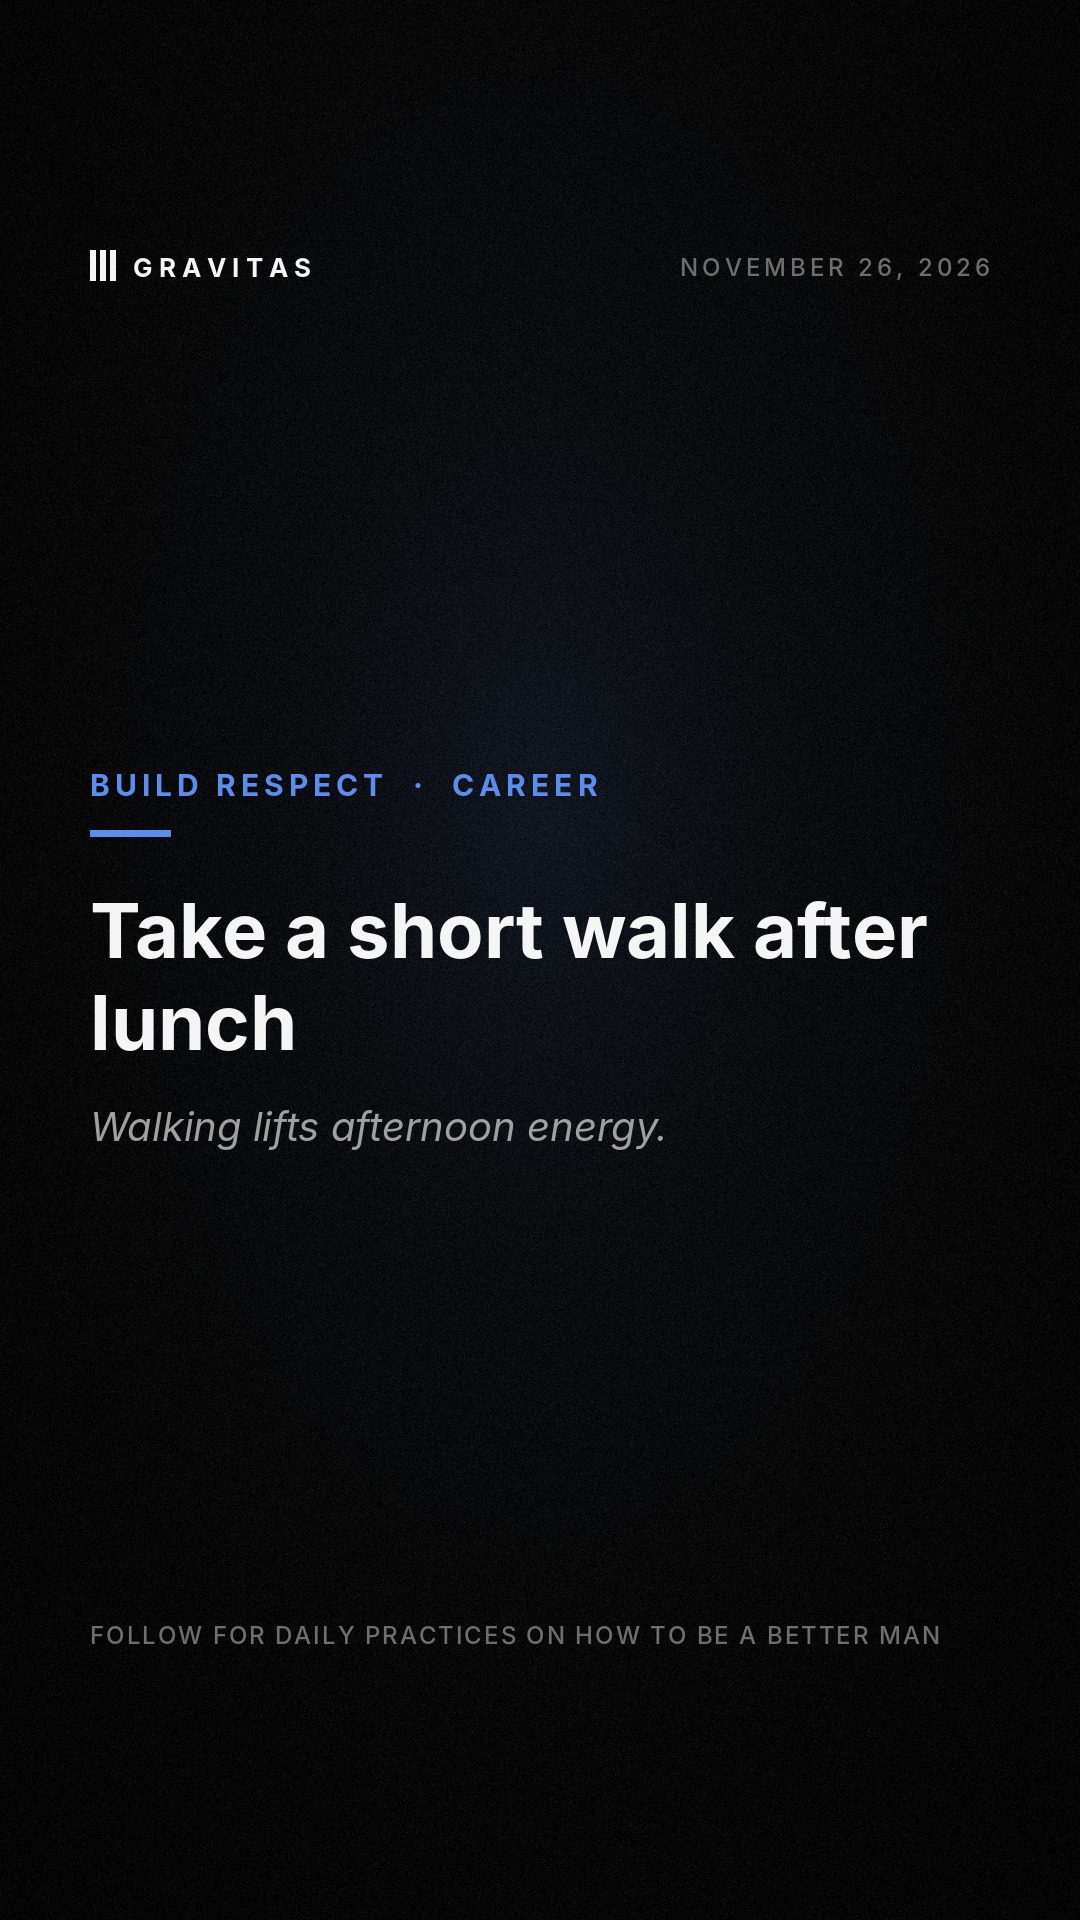 GRAVITAS
NOVEMBER 26, 2026
BUILD RESPECT · CAREER
Take a short walk after
lunch
Walking lifts afternoon energy.
FOLLOW FOR DAILY PRACTICES ON HOW TO BE A BETTER MAN